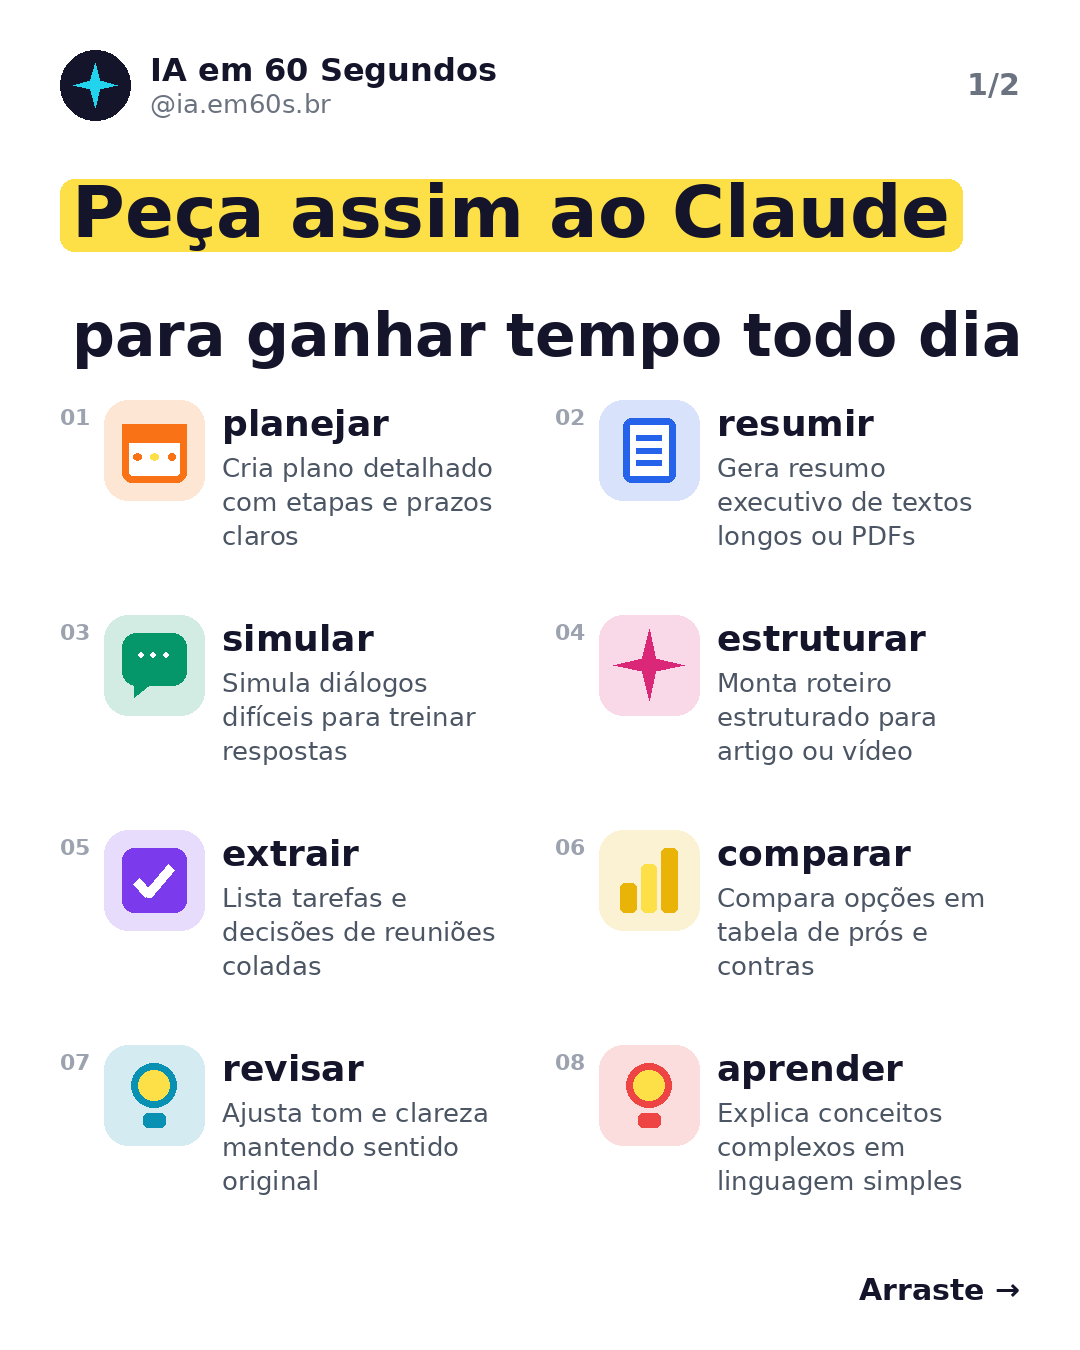 IA em 60 Segundos
@ia.em60s.br
1/2
Peça assim ao Claude
para ganhar tempo todo dia
01
planejar
Cria plano detalhado
com etapas e prazos
claros
02
resumir
Gera resumo
executivo de textos
longos ou PDFs
03
simular
Simula diálogos
difíceis para treinar
respostas
04
estruturar
Monta roteiro
estruturado para
artigo ou vídeo
05
extrair
Lista tarefas e
decisões de reuniões
coladas
06
comparar
Compara opções em
tabela de prós e
contras
07
revisar
Ajusta tom e clareza
mantendo sentido
original
08
aprender
Explica conceitos
complexos em
linguagem simples
Arraste →